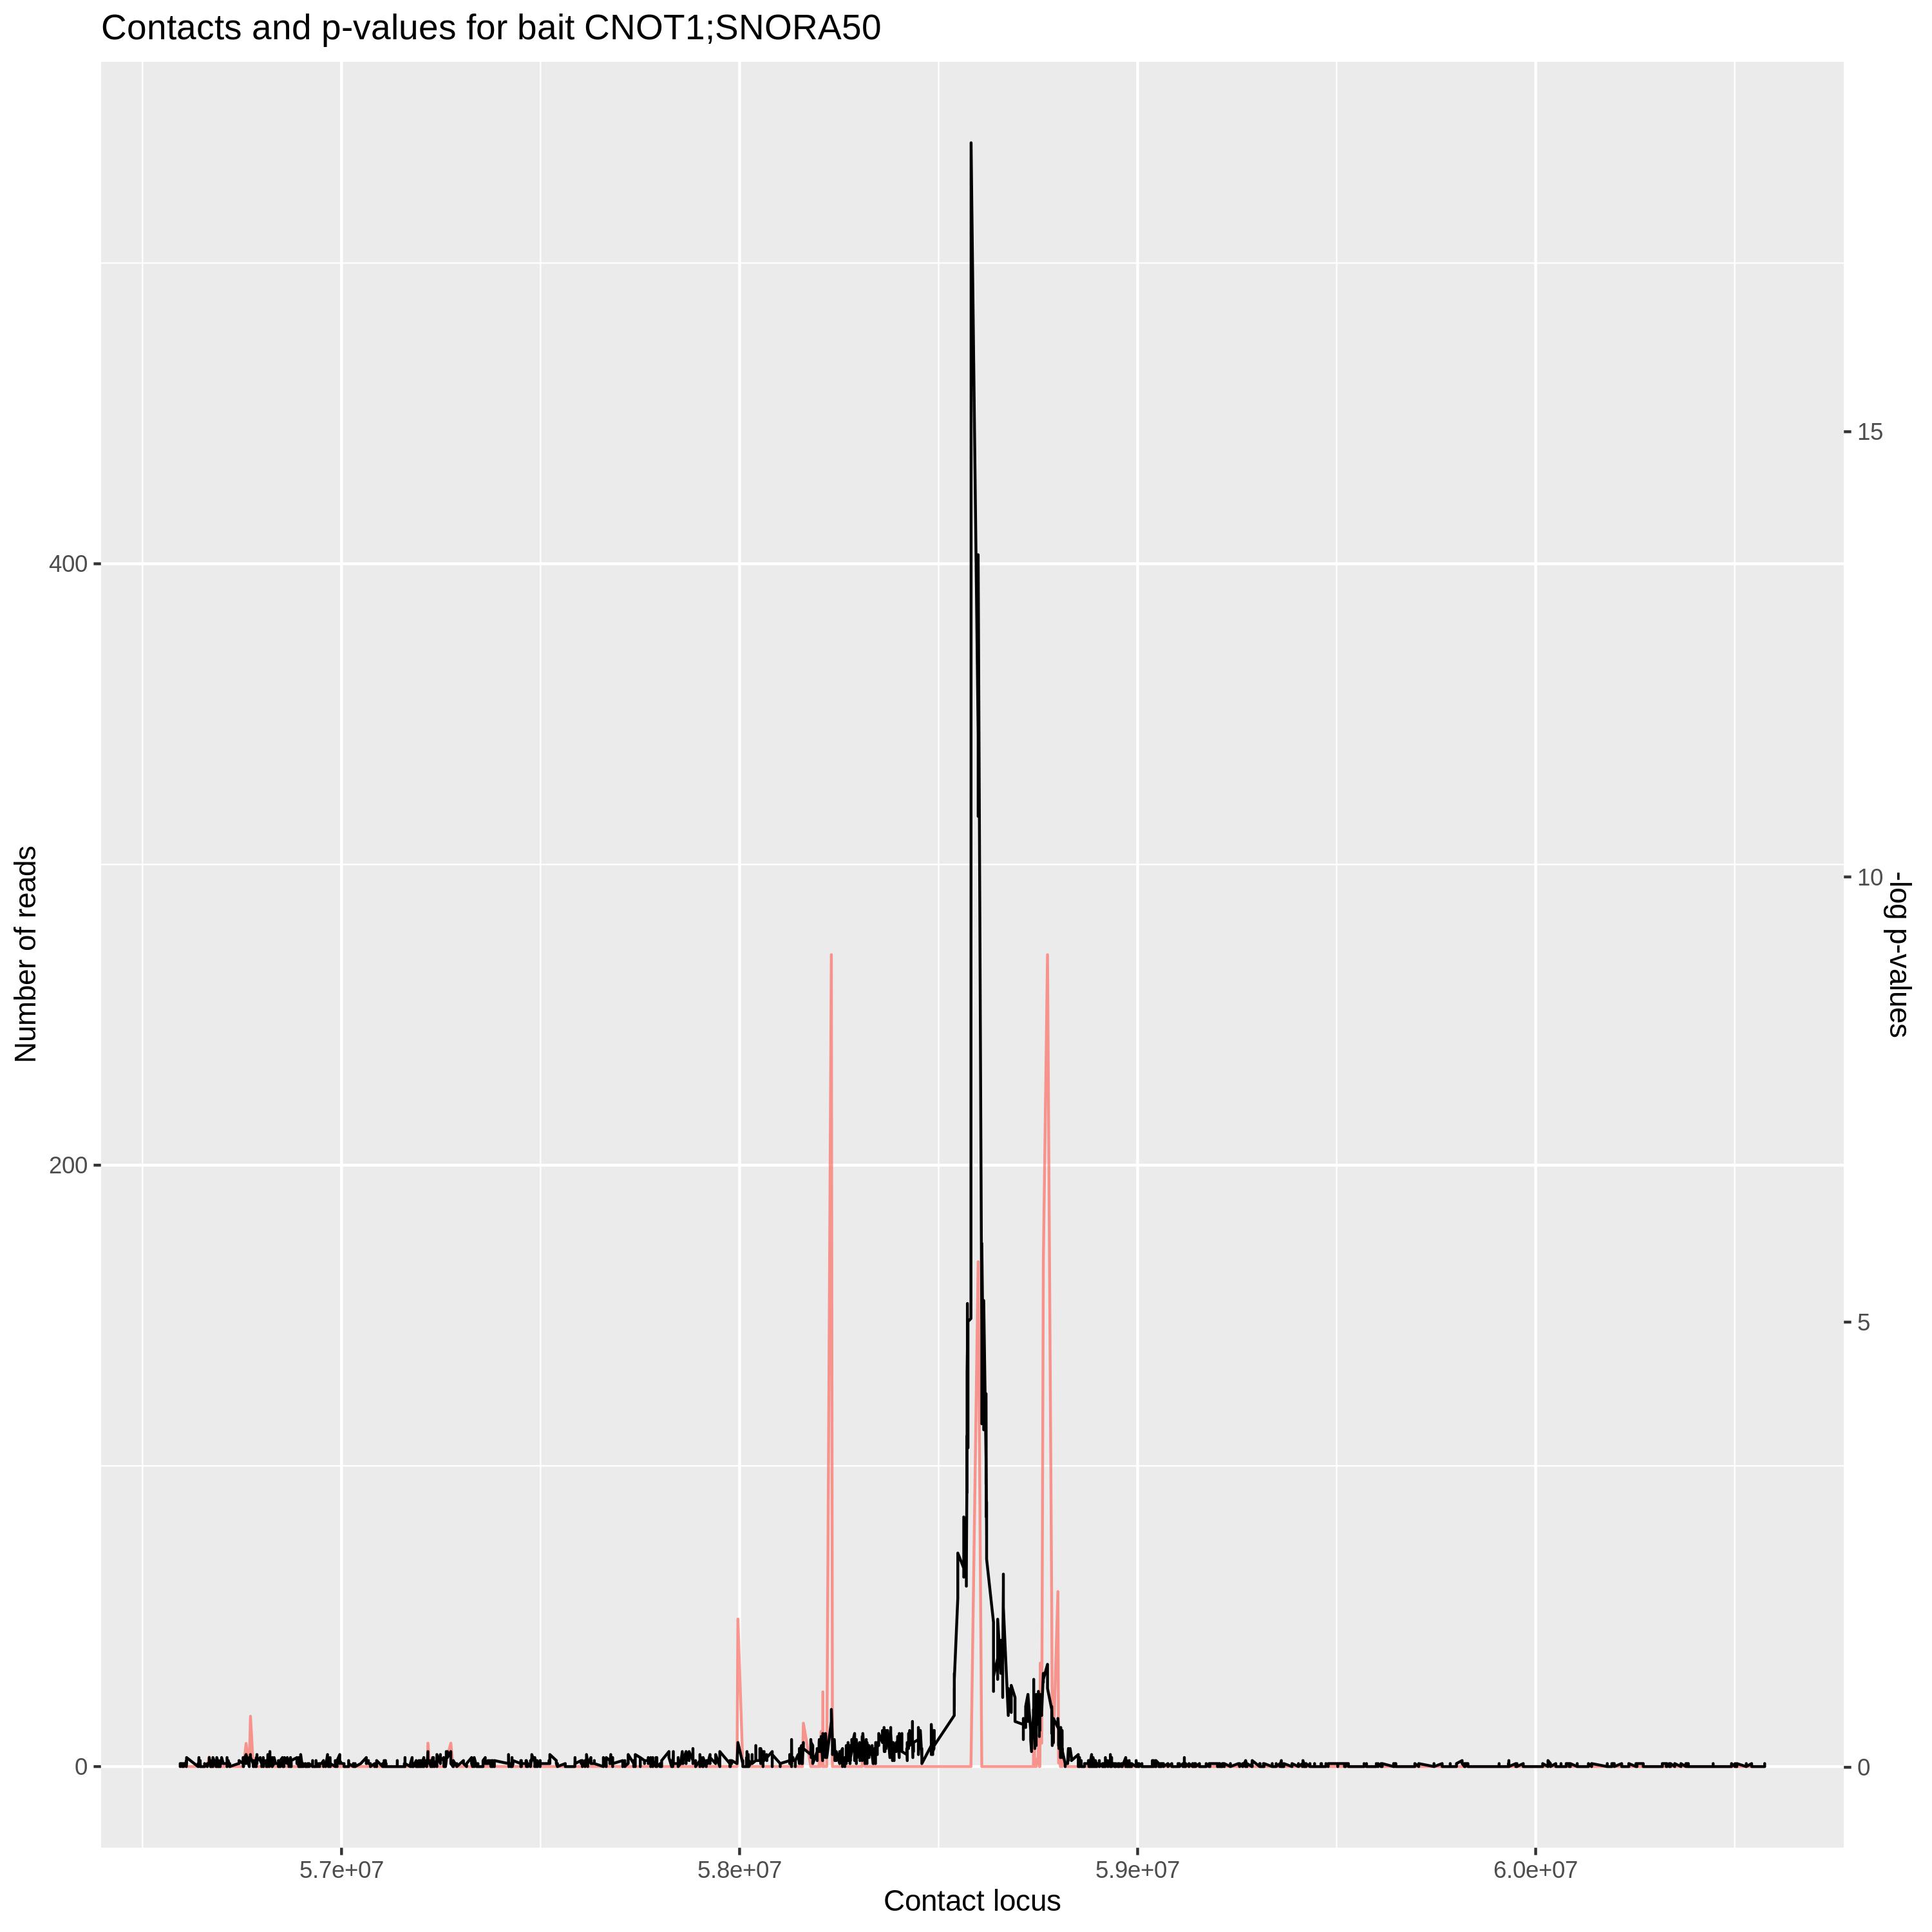 Contacts and p-values for bait CNOT1;SNORA50
Number of reads
400
200
0
15
10
5
0
-log p-values
5.7e+07 5.8e+07 5.9e+07 6.0e+07
Contact locus